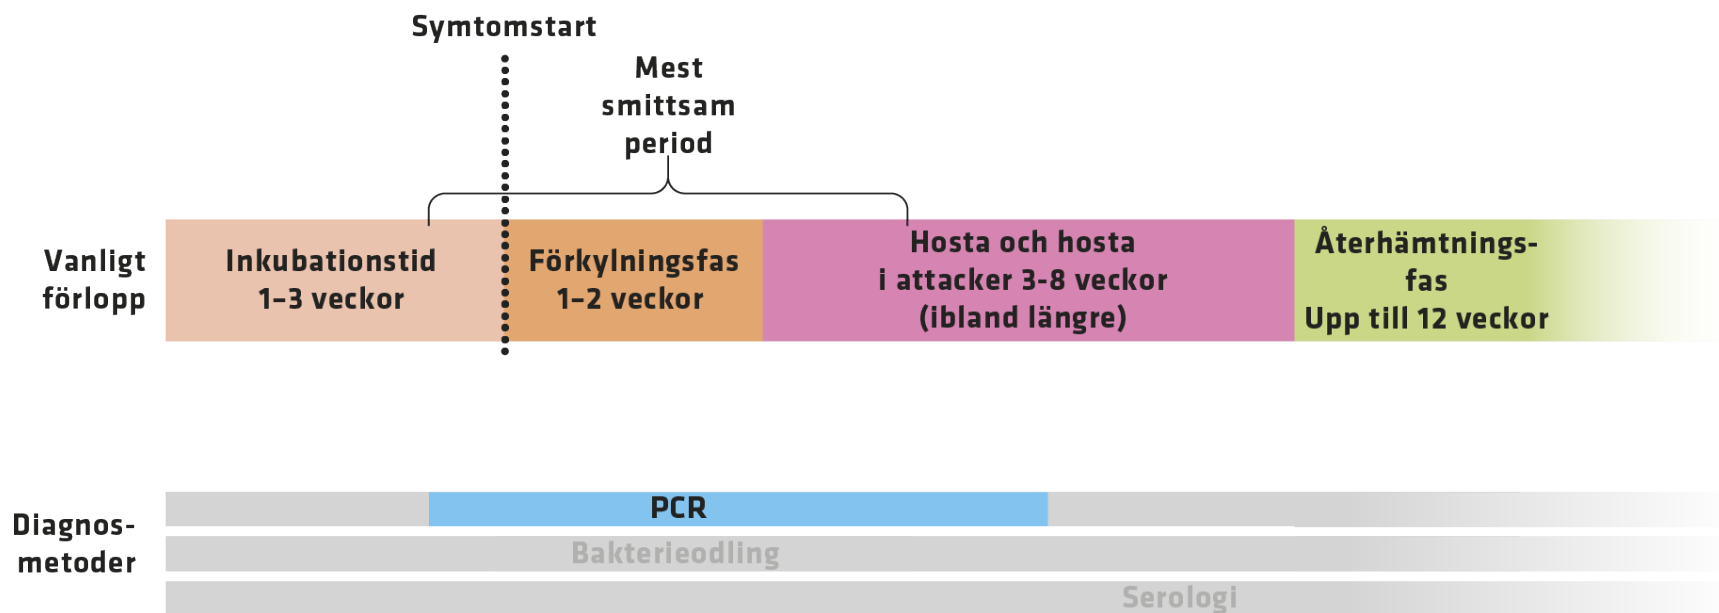 Symtomstart
Mest
smittsam
period
Vanligt
förlopp
Inkubationstid
1–3 veckor
Förkylningsfas
1–2 veckor
Hosta och hosta
i attacker 3-8 veckor
(ibland längre)
Återhämtnings-
fas
Upp till 12 veckor
Diagnos-
metoder
PCR
Bakterieodling
Serologi